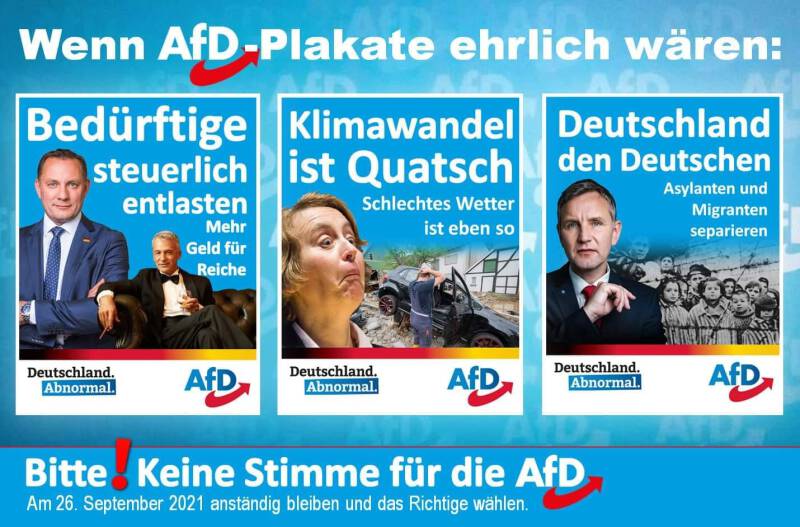 Wenn AfD-Plakate ehrlich wären:
Bedürftige
steuerlich
entlasten
Mehr
Geld für
Reiche
Deutschland.
Abnormal.
AfD
Klimawandel
ist Quatsch
Schlechtes Wetter
ist eben so
Deutschland.
Abnormal.
AfD
Deutschland
den Deutschen
Asylanten und
Migranten
separieren
Deutschland.
Abnormal.
AfD
Bitte! Keine Stimme für die AfD
Am 26. September 2021 anständig bleiben und das Richtige wählen.